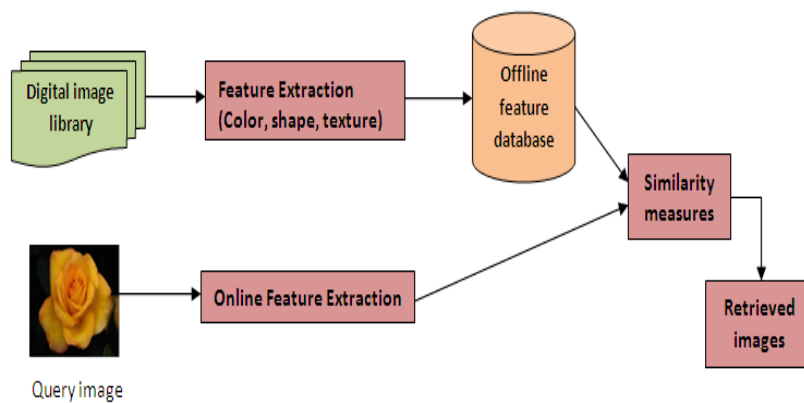 Digital image
library
Feature Extraction
(Color, shape, texture)
Offline
feature
database
Similarity
measures
Online Feature Extraction
Retrieved
images
Query image